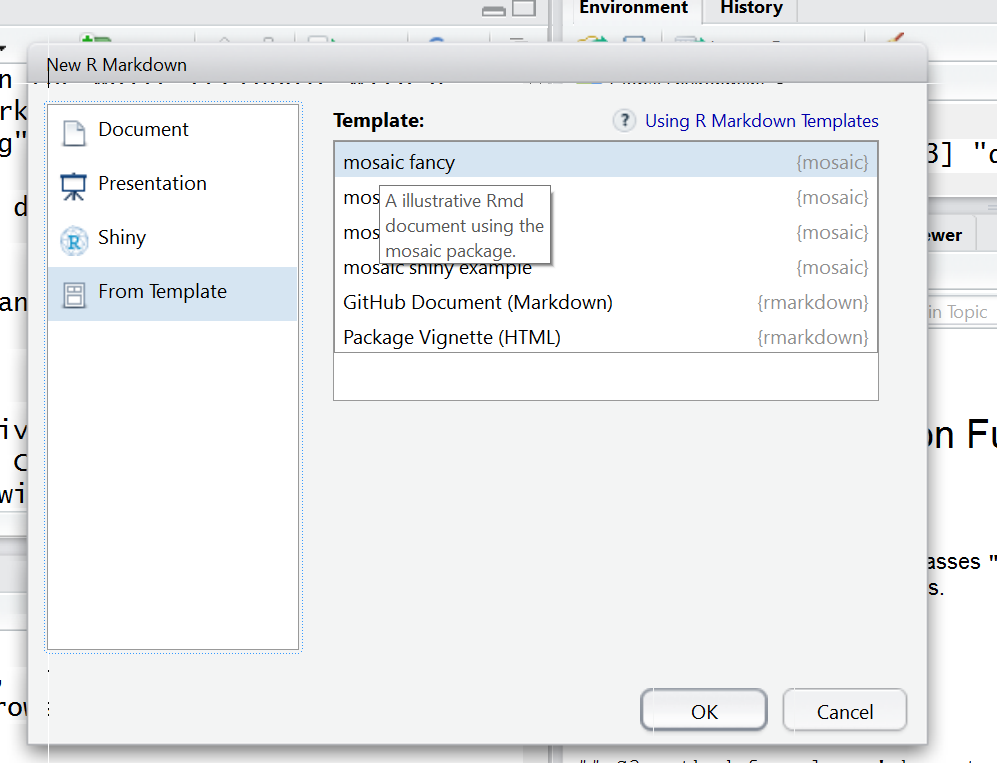 Environment
History
New R Markdown
Document
Presentation
Shiny
From Template
Template:
? Using R Markdown Templates
mosaic fancy {mosaic}
mos {mosaic}
mos {mosaic}
mosaic shiny example {mosaic}
GitHub Document (Markdown) {rmarkdown}
Package Vignette (HTML) {rmarkdown}
A illustrative Rmd
document using the
mosaic package.
OK
Cancel
rk
g"
d
an
iv
C
wi
row
3] "d
ewer
in Topic
on Fu
asses "
s.